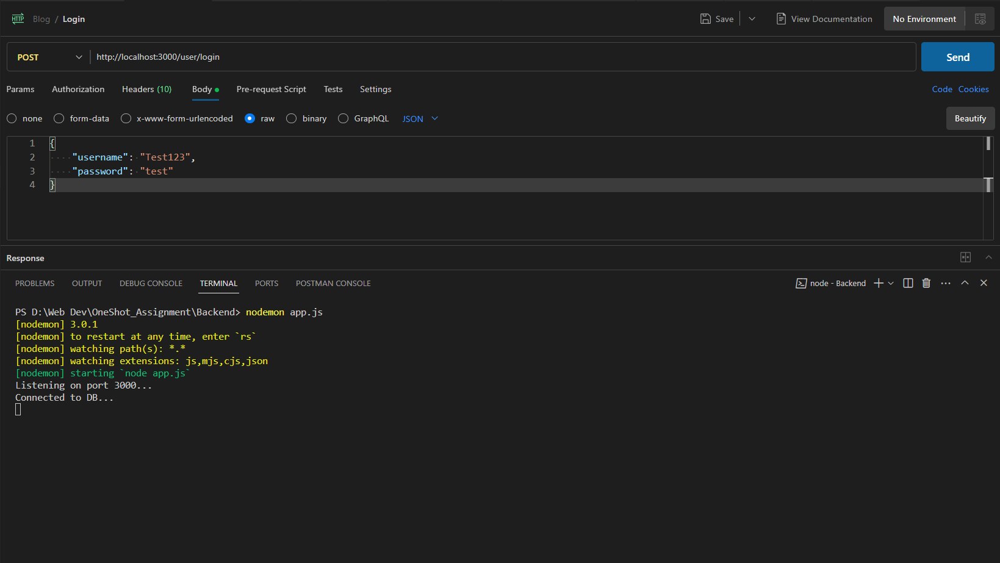 HTTP Blog / Login Save View Documentation No Environment
POST http://localhost:3000/user/login Send
Params Authorization Headers (10) Body Pre-request Script Tests Settings Code Cookies
none form-data x-www-form-urlencoded raw binary GraphQL JSON Beautify
1 {
2 "username": "Test123",
3 "password": "test"
4 }
Response
PROBLEMS OUTPUT DEBUG CONSOLE TERMINAL PORTS POSTMAN CONSOLE node - Backend
PS D:\Web Dev\OneShot_Assignment\Backend> nodemon app.js
[nodemon] 3.0.1
[nodemon] to restart at any time, enter `rs`
[nodemon] watching path(s): *.*
[nodemon] watching extensions: js,mjs,cjs,json
[nodemon] starting `node app.js`
Listening on port 3000...
Connected to DB...